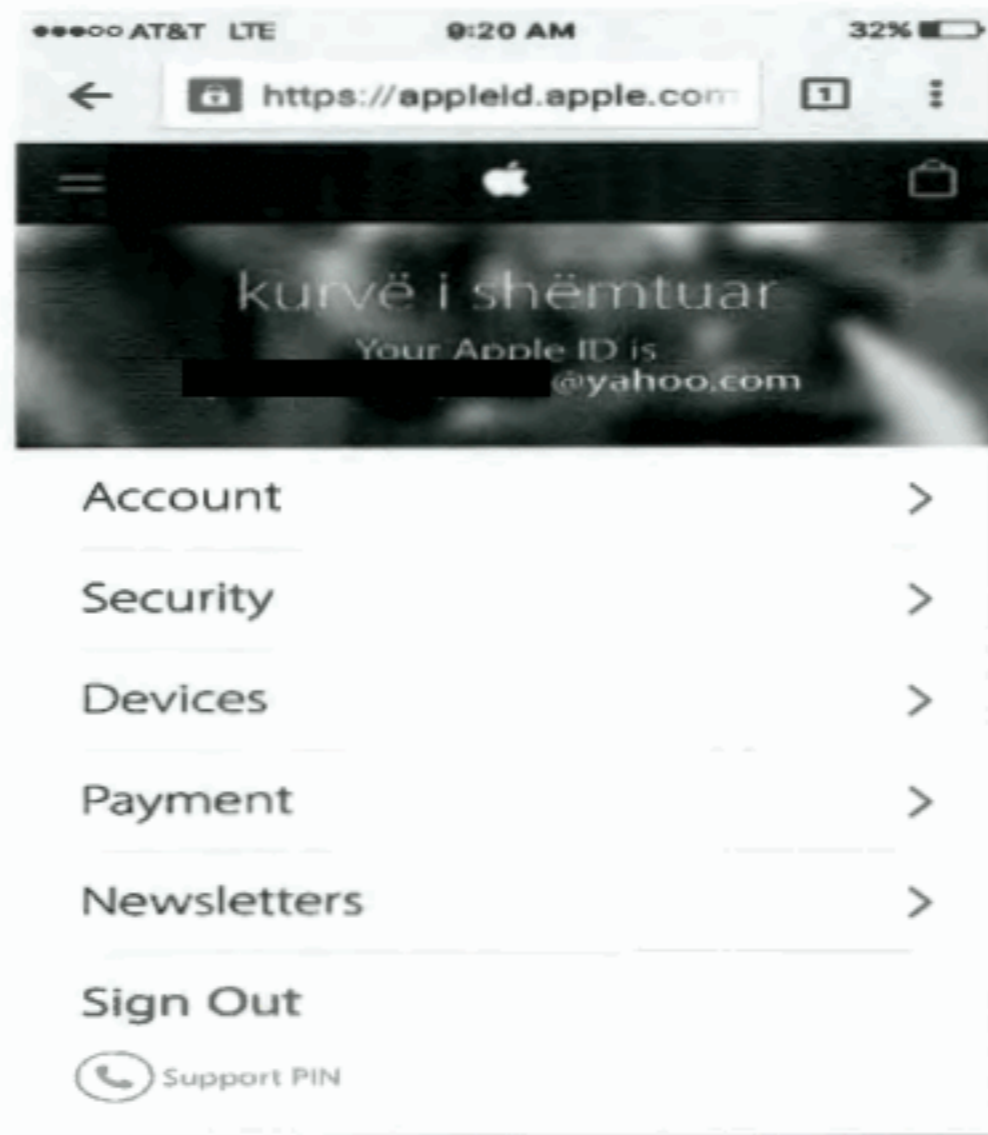 AT&T LTE 9:20 AM 32%
https://appleid.apple.com 1
kurvë i shëmtuar
Your Apple ID is
@yahoo.com
Account
Security
Devices
Payment
Newsletters
Sign Out
Support PIN